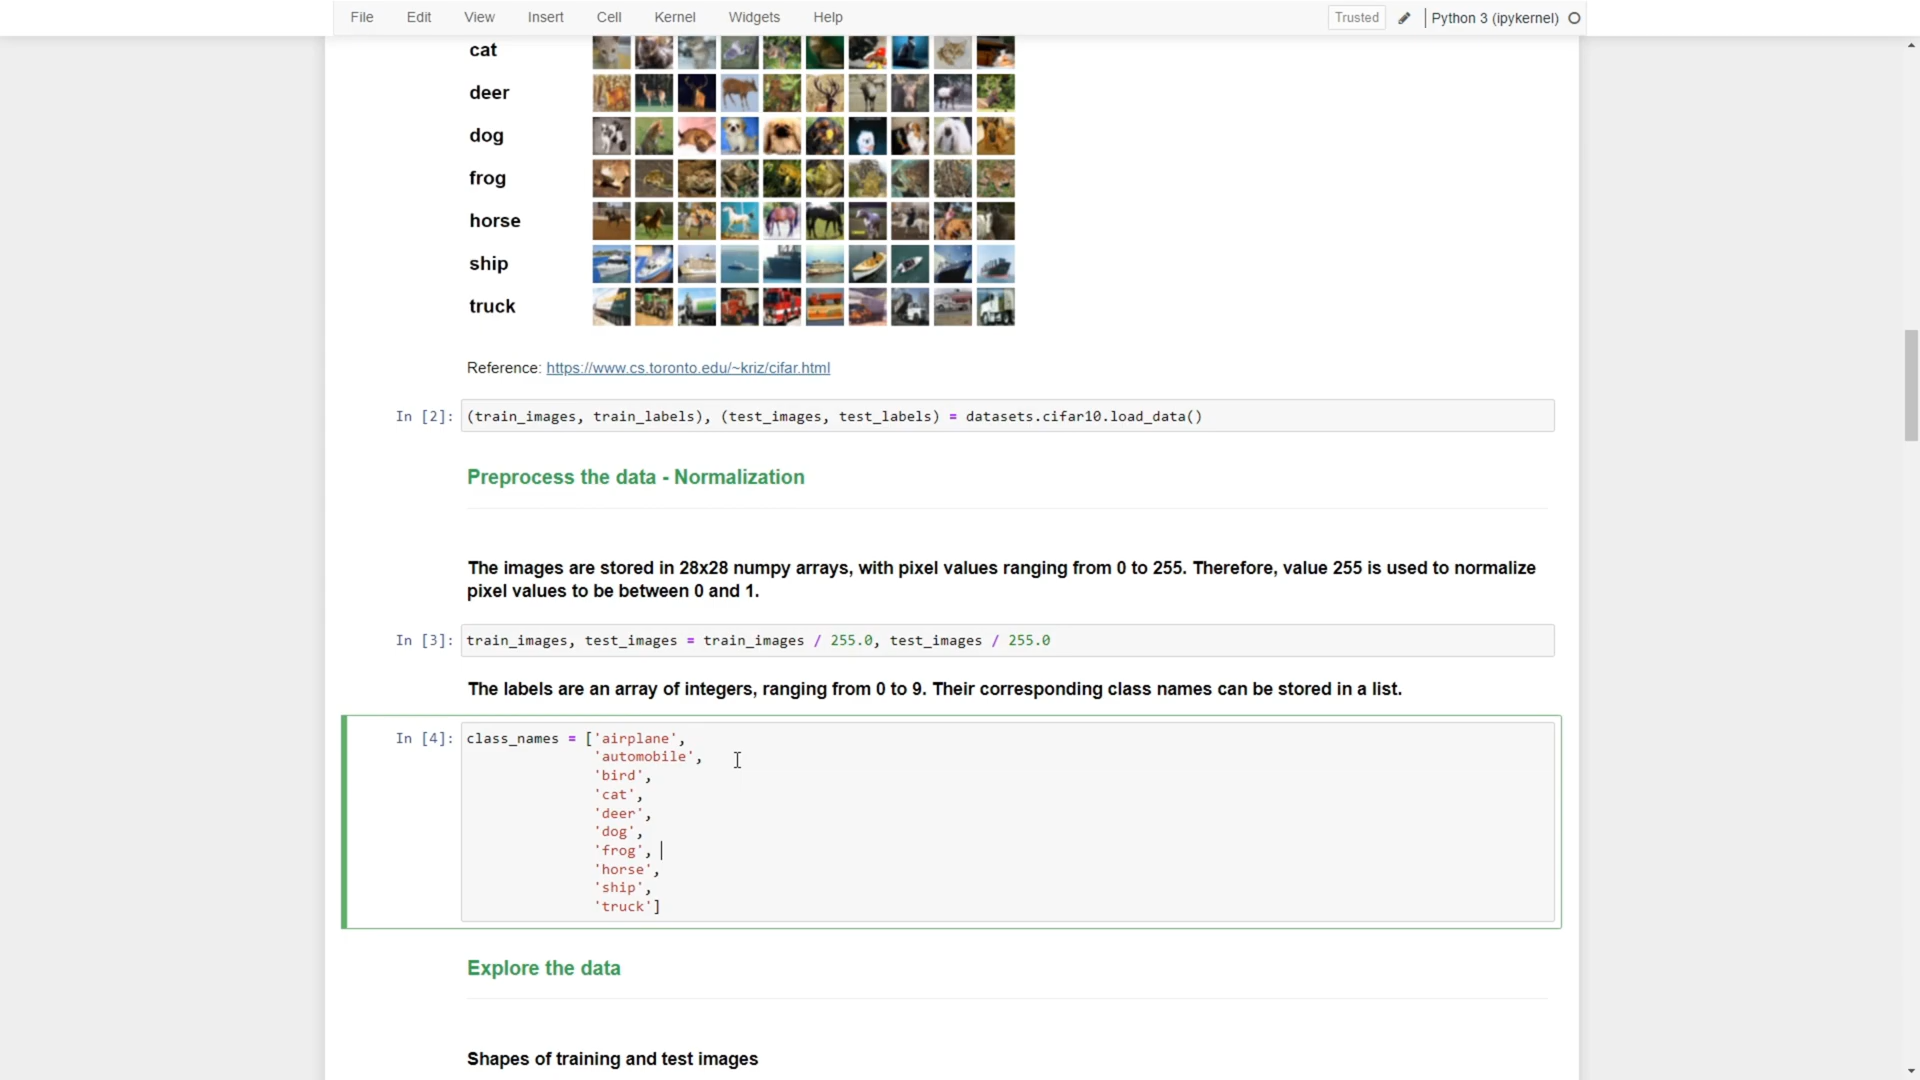 File Edit View Insert Cell Kernel Widgets Help Trusted Python 3 (ipykernel)
cat
deer
dog
frog
horse
ship
truck
Reference: https://www.cs.toronto.edu/~kriz/cifar.html
In [2]: (train_images, train_labels), (test_images, test_labels) = datasets.cifar10.load_data()
Preprocess the data - Normalization
The images are stored in 28x28 numpy arrays, with pixel values ranging from 0 to 255. Therefore, value 255 is used to normalize
pixel values to be between 0 and 1.
In [3]: train_images, test_images = train_images / 255.0, test_images / 255.0
The labels are an array of integers, ranging from 0 to 9. Their corresponding class names can be stored in a list.
In [4]: class_names = ['airplane',
'automobile',
'bird',
'cat',
'deer',
'dog',
'frog',
'horse',
'ship',
'truck']
Explore the data
Shapes of training and test images